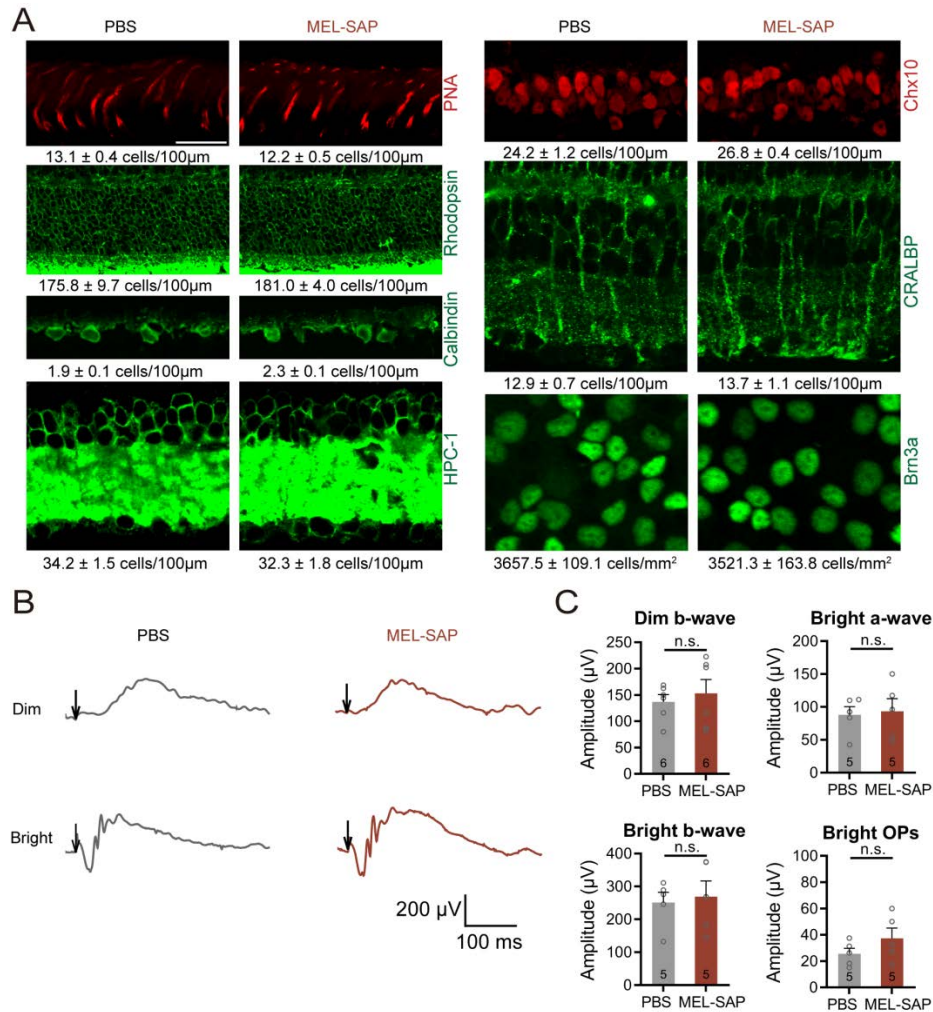 A
PBS
MEL-SAP
PBS
MEL-SAP
PNA
13.1 ± 0.4 cells/100µm
12.2 ± 0.5 cells/100µm
Rhodopsin
175.8 ± 9.7 cells/100µm
181.0 ± 4.0 cells/100µm
Calbindin
1.9 ± 0.1 cells/100µm
2.3 ± 0.1 cells/100µm
HPC-1
34.2 ± 1.5 cells/100µm
32.3 ± 1.8 cells/100µm
Chx10
24.2 ± 1.2 cells/100µm
26.8 ± 0.4 cells/100µm
CRALBP
12.9 ± 0.7 cells/100µm
13.7 ± 1.1 cells/100µm
Brn3a
3657.5 ± 109.1 cells/mm²
3521.3 ± 163.8 cells/mm²
B
PBS
MEL-SAP
Dim
Bright
200 µV
100 ms
C
Dim b-wave
n.s.
Amplitude (µV)
250
200
150
100
50
0
6
6
PBS
MEL-SAP
Bright a-wave
n.s.
Amplitude (µV)
200
150
100
50
0
5
5
PBS
MEL-SAP
Bright b-wave
n.s.
Amplitude (µV)
400
300
200
100
0
5
5
PBS
MEL-SAP
Bright OPs
n.s.
Amplitude (µV)
100
80
60
40
20
0
5
5
PBS
MEL-SAP